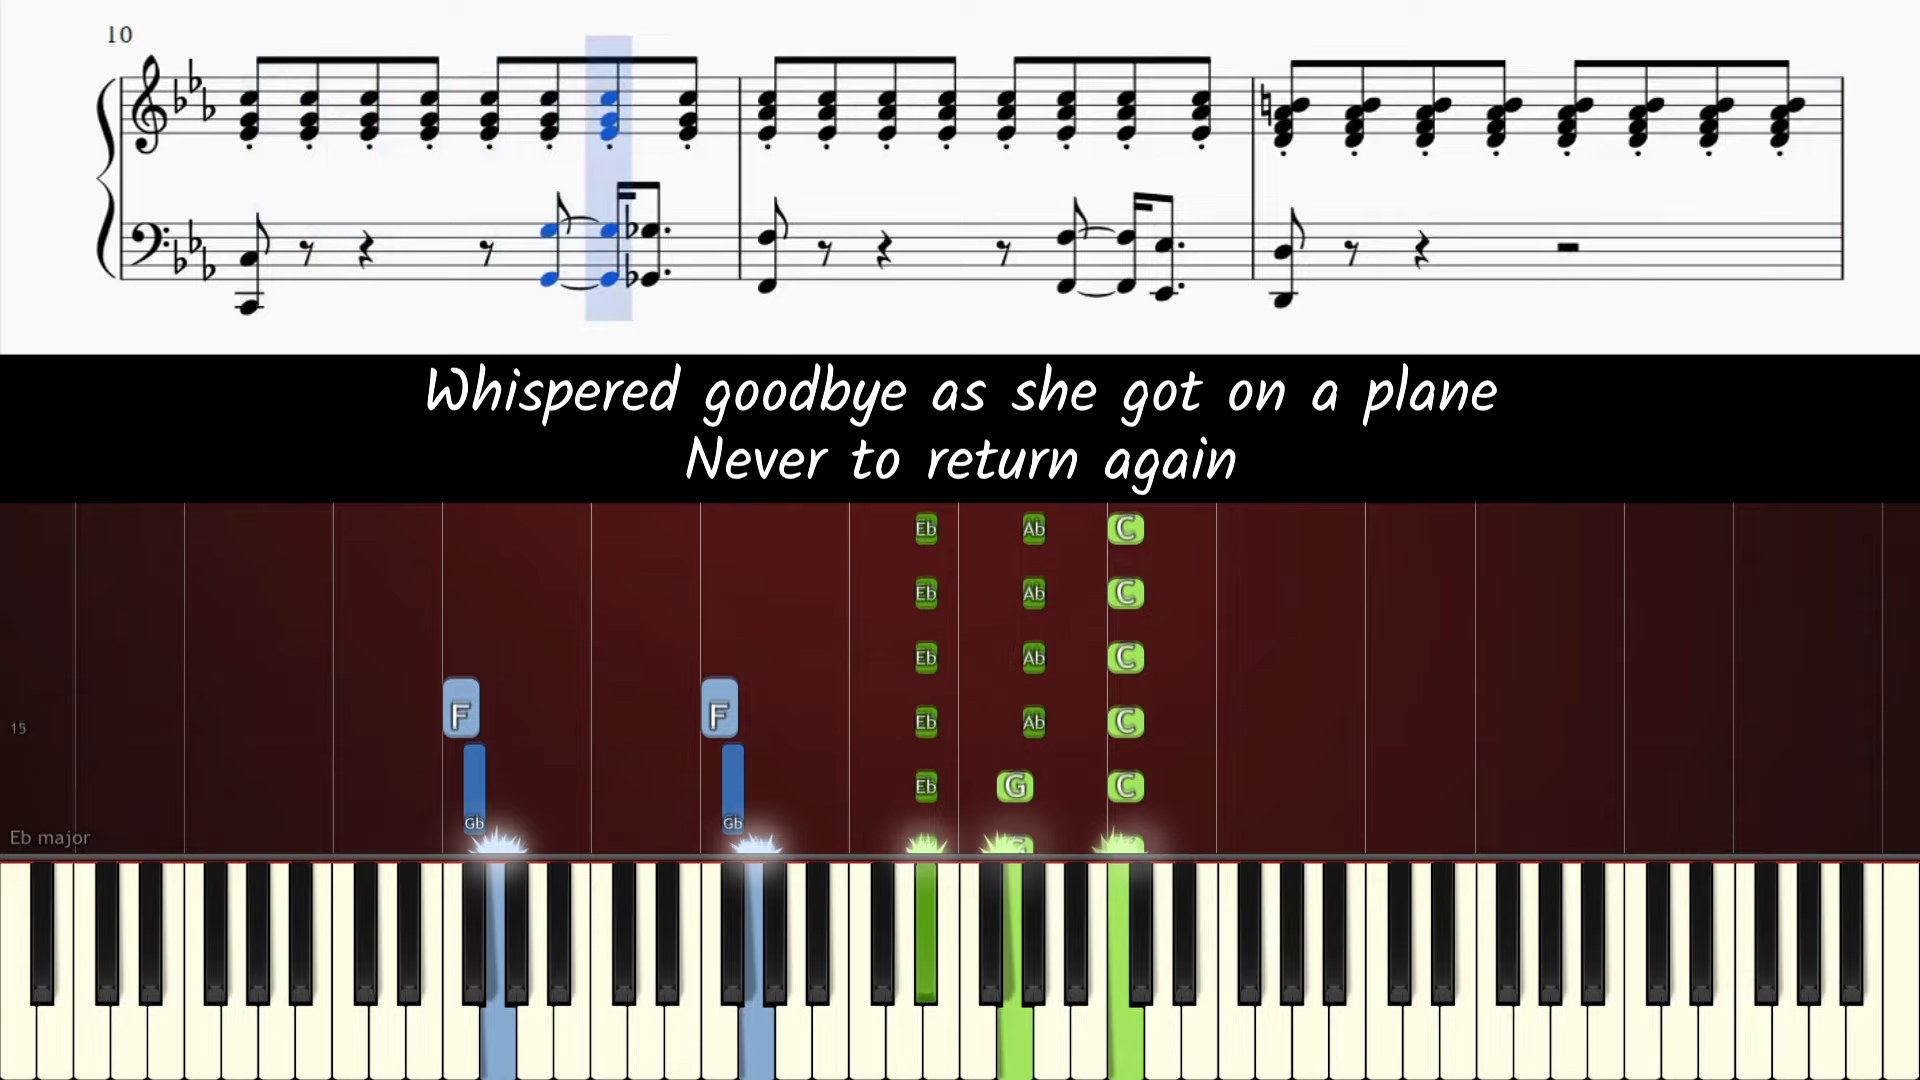 10
Whispered goodbye as she got on a plane
Never to return again
Eb Ab C
Eb Ab C
Eb Ab C
F F
15 Eb Ab C
Eb G C
Gb Gb
Eb major